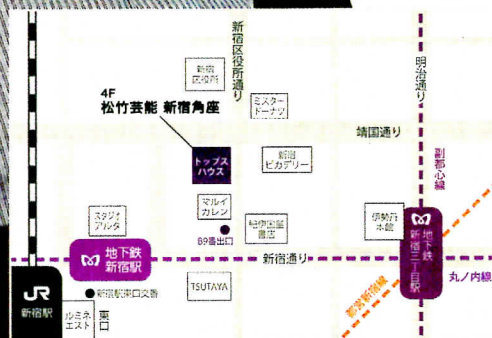 新宿区役所通り
新宿
区役所
4F
松竹芸能 新宿角座
ミスター
ドーナツ
明治通り
靖国通り
副都心線
トップス
ハウス
新宿
ピカデリー
マルイ
カレン
スタジオ
アルタ
B9番出口
紀伊国屋
書店
伊勢丹
本館
地下鉄
新宿三丁目駅
地下鉄
新宿駅
新宿通り
丸ノ内線
JR
新宿駅
新宿駅東口交番
TSUTAYA
都営新宿線
ルミネ
エスト
東口